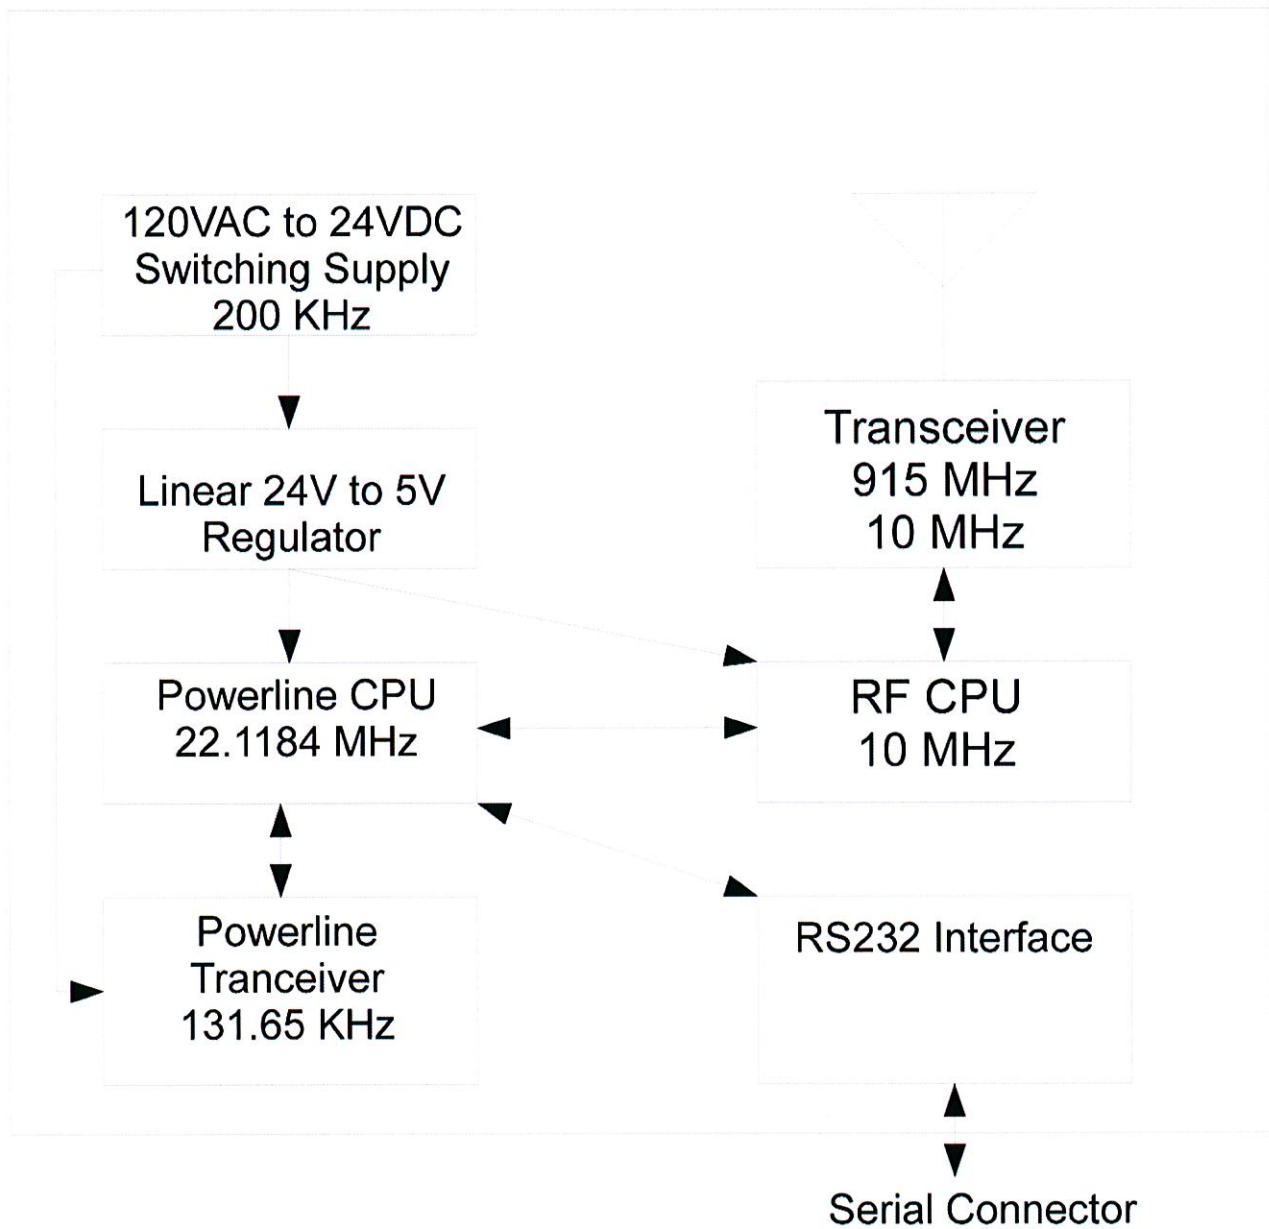 120VAC to 24VDC
Switching Supply
200 KHz
Linear 24V to 5V
Regulator
Transceiver
915 MHz
10 MHz
Powerline CPU
22.1184 MHz
RF CPU
10 MHz
Powerline
Tranceiver
131.65 KHz
RS232 Interface
Serial Connector